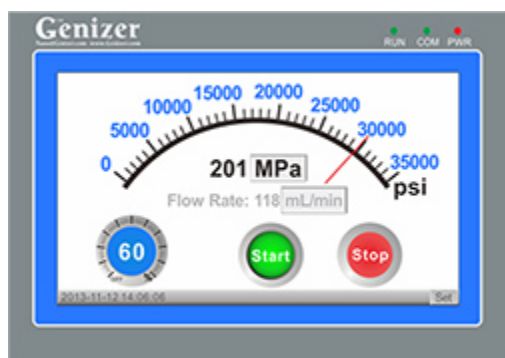 Genizer
RUN COM PWR
0 5000 10000 15000 20000 25000 30000 35000
psi
201 MPa
Flow Rate: 118 mL/min
60
Start
Stop
2013-11-12 14:06:06
Set